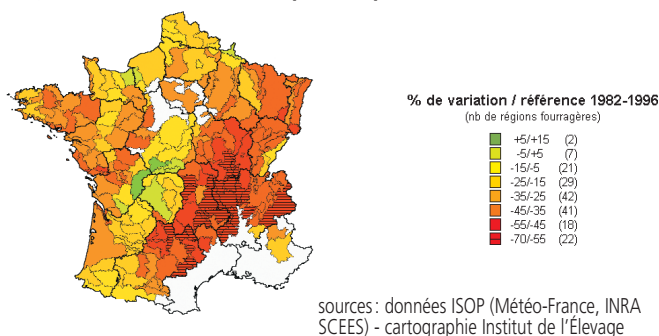 % de variation / référence 1982-1996
(nb de régions fourragères)
+5/+15 (2)
-5/+5 (7)
-15/-5 (21)
-25/-15 (29)
-35/-25 (42)
-45/-35 (41)
-55/-45 (18)
-70/-55 (22)
sources : données ISOP (Météo-France, INRA
SCEES) - cartographie Institut de l'Élevage